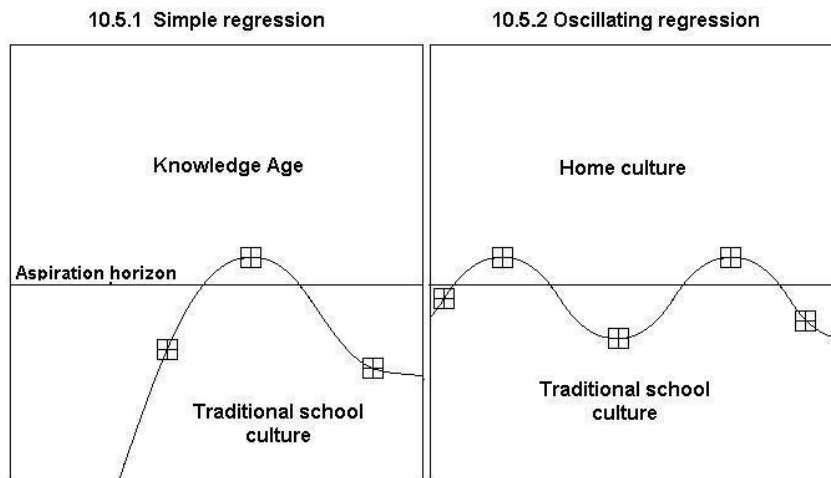 10.5.1 Simple regression
10.5.2 Oscillating regression
Knowledge Age
Home culture
Aspiration horizon
Traditional school
culture
Traditional school
culture